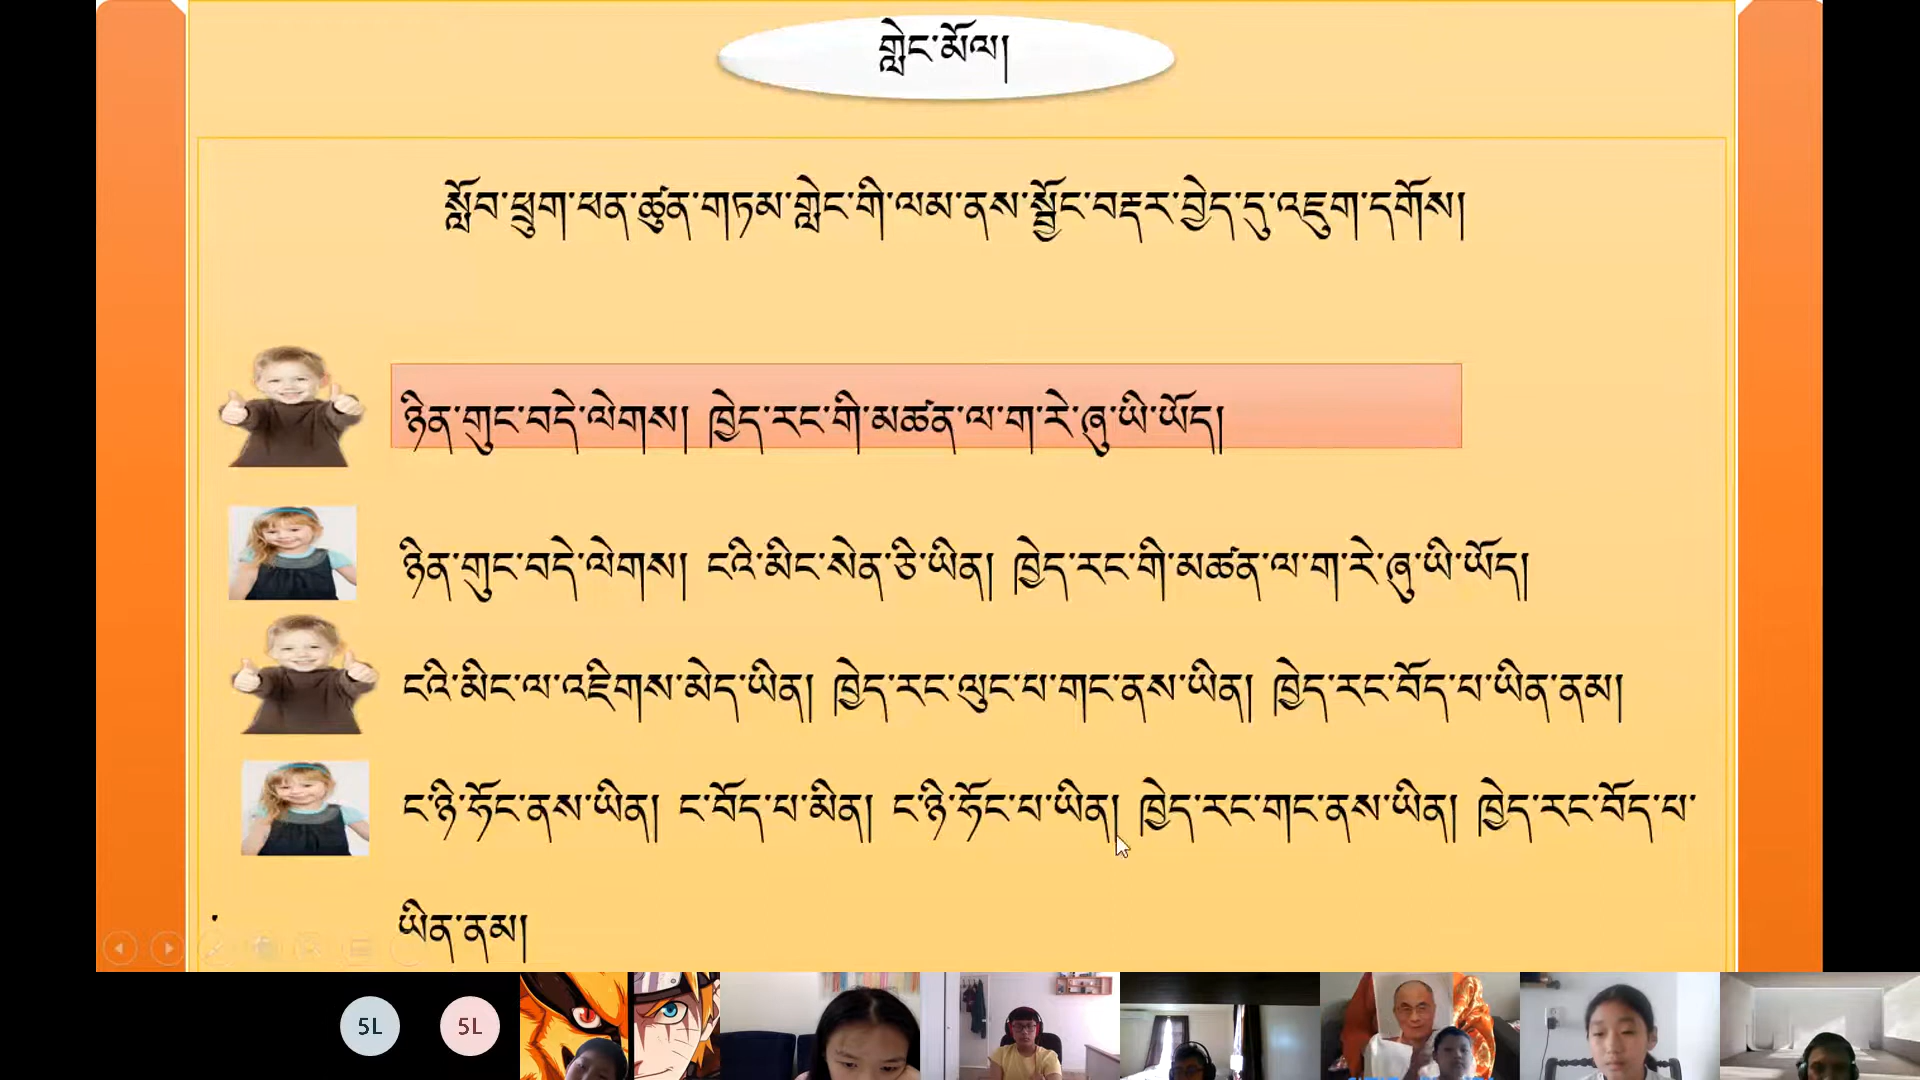 གླེང་མོལ།
སློབ་ཕྲུག་ཕན་ཚུན་གཏམ་གླེང་གི་ལམ་ནས་སྦྱོང་བརྡར་བྱེད་དུ་འཇུག་དགོས།
ཉིན་གུང་བདེ་ལེགས། ཁྱེད་རང་གི་མཚན་ལ་ག་རེ་ཞུ་ཡི་ཡོད།
ཉིན་གུང་བདེ་ལེགས། ངའི་མིང་སེན་ཅི་ཡིན། ཁྱེད་རང་གི་མཚན་ལ་ག་རེ་ཞུ་ཡི་ཡོད།
ངའི་མིང་ལ་འཇིགས་མེད་ཡིན། ཁྱེད་རང་ལུང་པ་གང་ནས་ཡིན། ཁྱེད་རང་བོད་པ་ཡིན་ནམ།
ང་ཉི་ཧོང་ནས་ཡིན། ང་བོད་པ་མིན། ང་ཉི་ཧོང་པ་ཡིན། ཁྱེད་རང་གང་ནས་ཡིན། ཁྱེད་རང་བོད་པ་
ཡིན་ནམ།
5L 5L